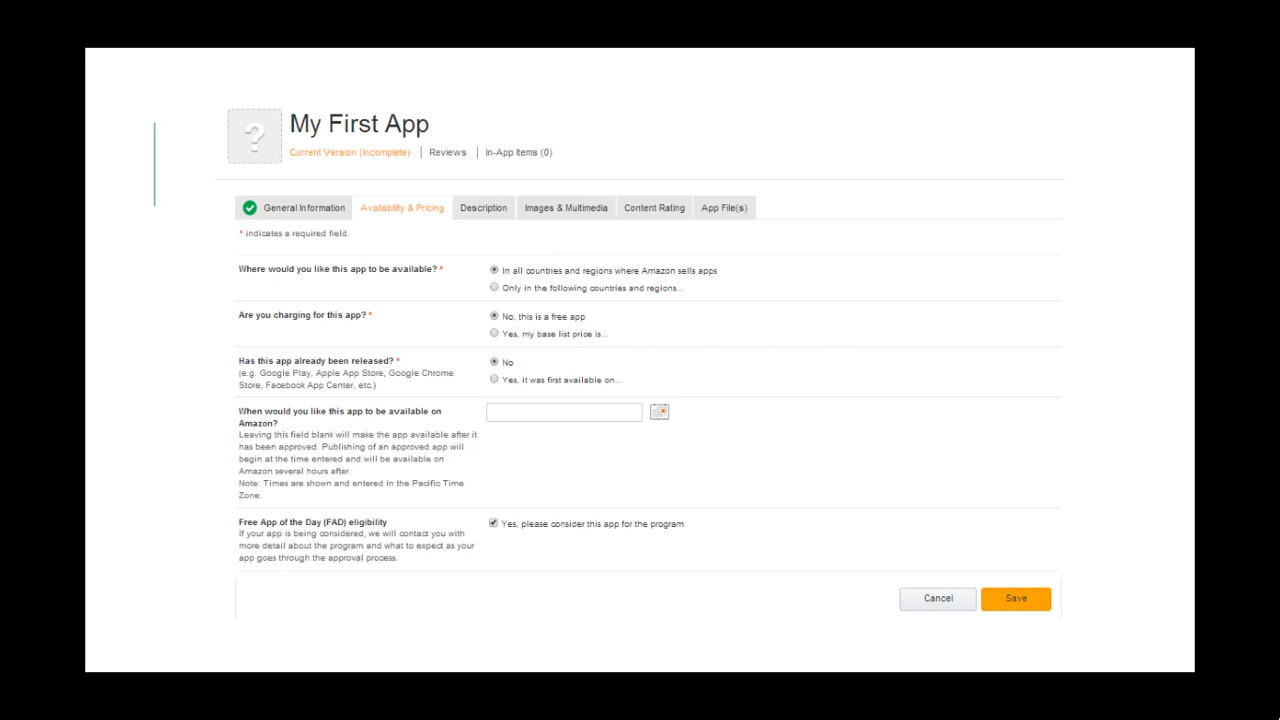 ?
My First App
Current Version (Incomplete) | Reviews | In-App Items (0)
General Information Availability & Pricing Description Images & Multimedia Content Rating App File(s)
* indicates a required field.
Where would you like this app to be available? *
In all countries and regions where Amazon sells apps
Only in the following countries and regions...
Are you charging for this app? *
No, this is a free app
Yes, my base list price is...
Has this app already been released? *
(e.g. Google Play, Apple App Store, Google Chrome
Store, Facebook App Center, etc.)
No
Yes, it was first available on...
When would you like this app to be available on
Amazon?
Leaving this field blank will make the app available after it
has been approved. Publishing of an approved app will
begin at the time entered and will be available on
Amazon several hours after.
Note: Times are shown and entered in the Pacific Time
Zone.
Free App of the Day (FAD) eligibility
If your app is being considered, we will contact you with
more detail about the program and what to expect as your
app goes through the approval process.
Yes, please consider this app for the program
Cancel Save